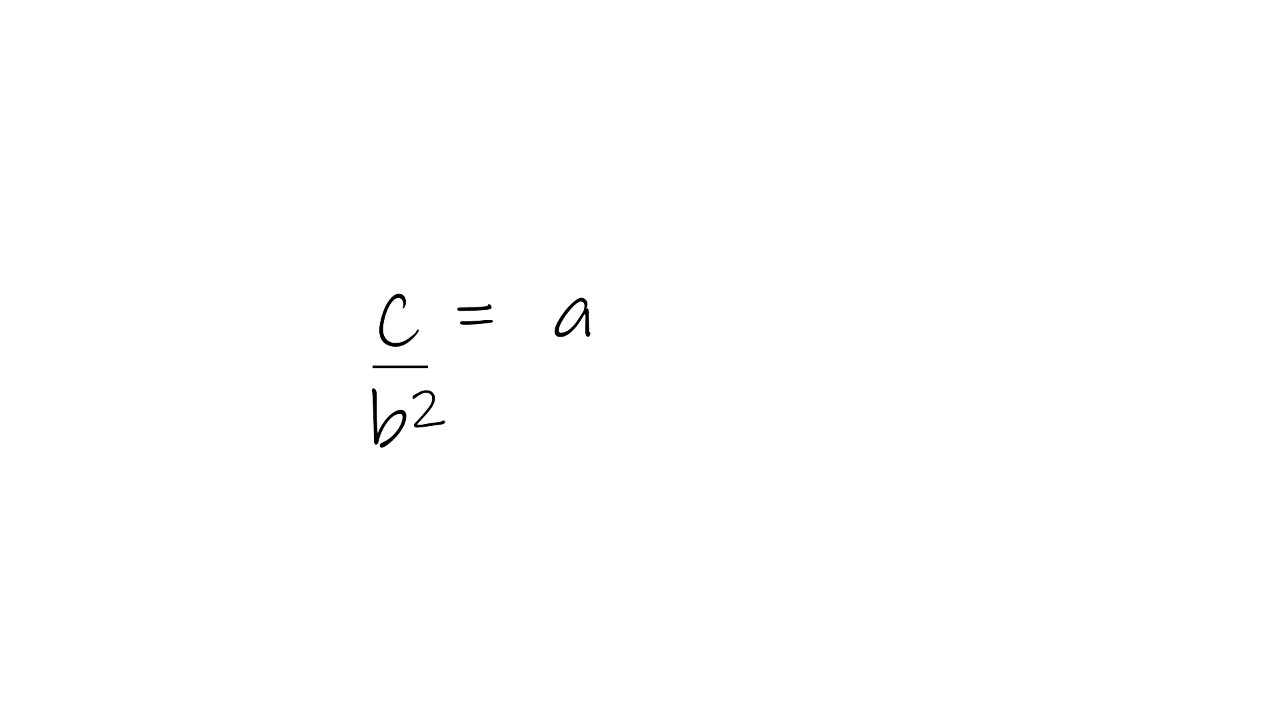 c = a
b²